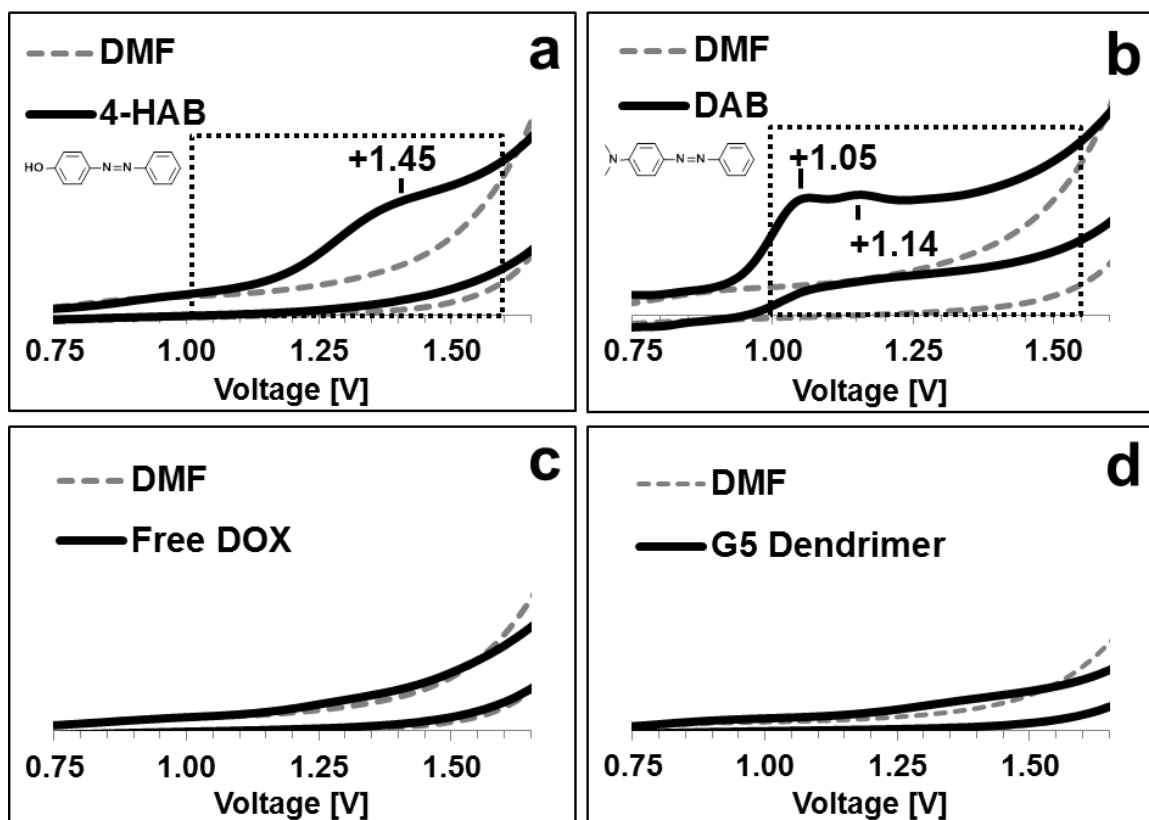 DMF
a
4-HAB
HO
N=N
+1.45
0.75 1.00 1.25 1.50
Voltage [V]
DMF
b
DAB
N
N=N
+1.05
+1.14
0.75 1.00 1.25 1.50
Voltage [V]
DMF
c
Free DOX
0.75 1.00 1.25 1.50
Voltage [V]
DMF
d
G5 Dendrimer
0.75 1.00 1.25 1.50
Voltage [V]